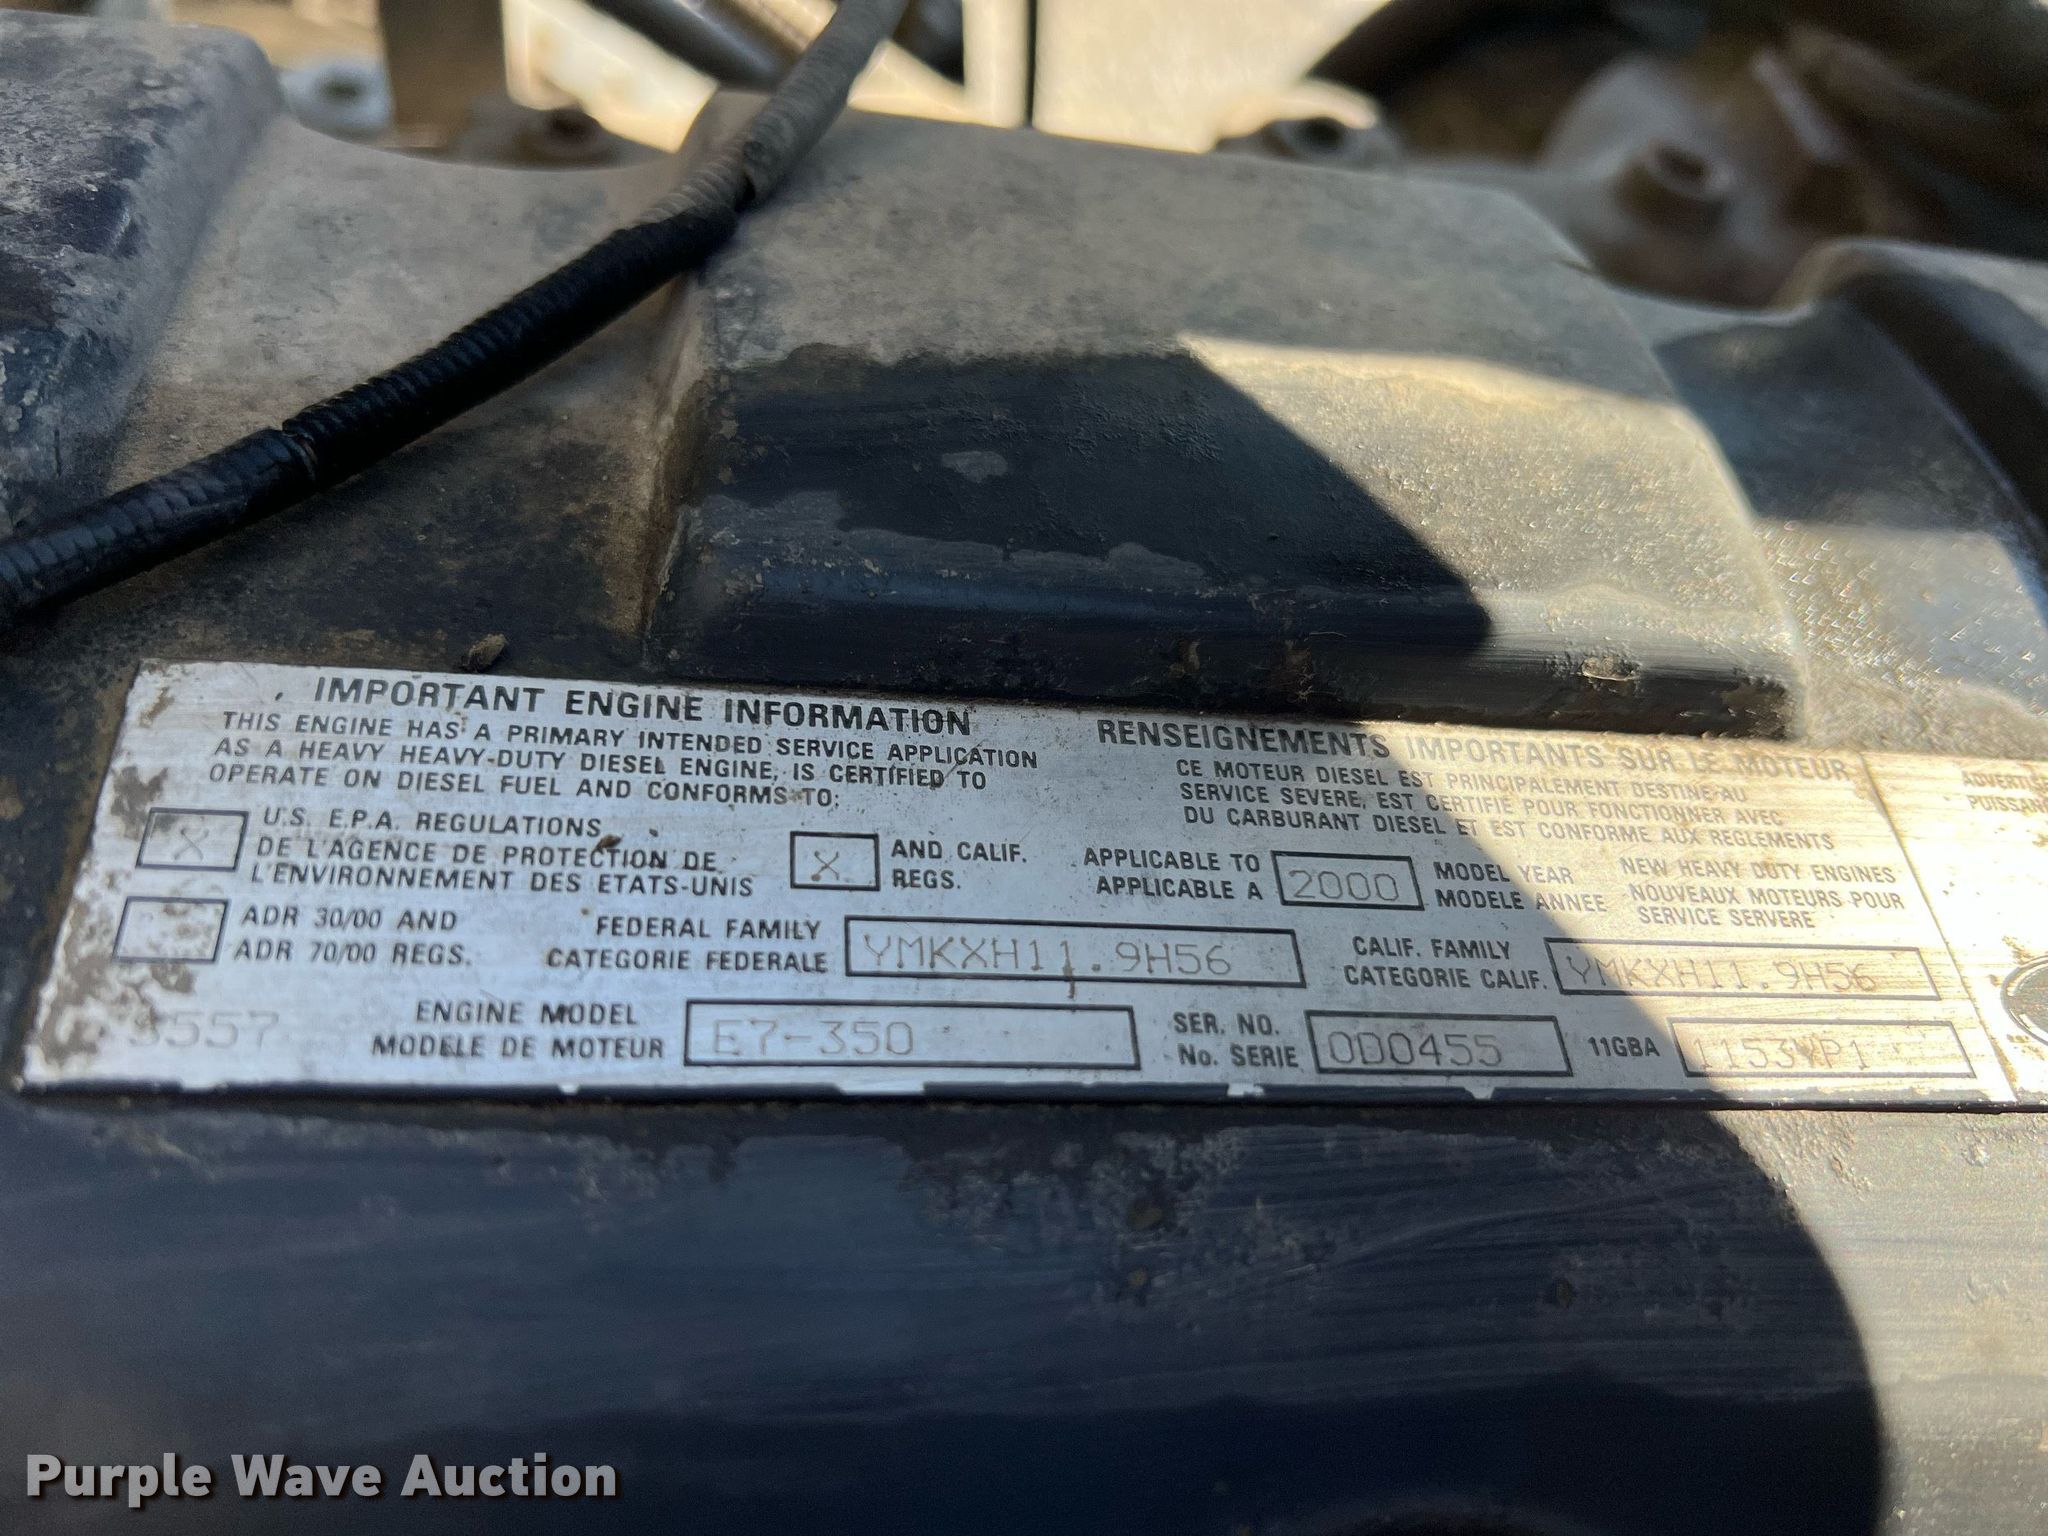 IMPORTANT ENGINE INFORMATION
THIS ENGINE HAS A PRIMARY INTENDED SERVICE APPLICATION
AS A HEAVY HEAVY-DUTY DIESEL ENGINE, IS CERTIFIED TO
OPERATE ON DIESEL FUEL AND CONFORMS TO:
X
U.S. E.P.A. REGULATIONS
DE L'AGENCE DE PROTECTION DE
L'ENVIRONNEMENT DES ETATS-UNIS
X
AND CALIF.
REGS.
ADR 30/00 AND
ADR 70/00 REGS.
RENSEIGNEMENTS IMPORTANTS SUR LE MOTEUR
CE MOTEUR DIESEL EST PRINCIPALEMENT DESTINE AU
SERVICE SEVERE, EST CERTIFIE POUR FONCTIONNER AVEC
DU CARBURANT DIESEL ET EST CONFORME AUX REGLEMENTS
APPLICABLE TO
APPLICABLE A
2000
MODEL YEAR
MODELE ANNEE
NEW HEAVY DUTY ENGINES
NOUVEAUX MOTEURS POUR
SERVICE SERVERE
FEDERAL FAMILY
CATEGORIE FEDERALE
YMKXH11.9H56
CALIF. FAMILY
CATEGORIE CALIF.
YMKXH11.9H56
557
ENGINE MODEL
MODELE DE MOTEUR
E7-350
SER. NO.
No. SERIE
0D0455
11GBA
Purple Wave Auction